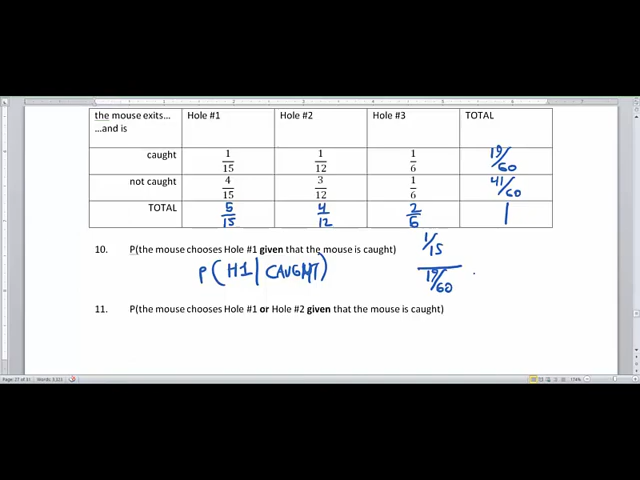 the mouse exits… Hole #1 Hole #2 Hole #3 TOTAL
…and is
caught 1/15 1/12 1/6 19/60
not caught 4/15 3/12 1/6 41/60
TOTAL 5/15 4/12 2/6 1
10. P(the mouse chooses Hole #1 given that the mouse is caught) 1/15
P(H1|CAUGHT) 19/60
11. P(the mouse chooses Hole #1 or Hole #2 given that the mouse is caught)